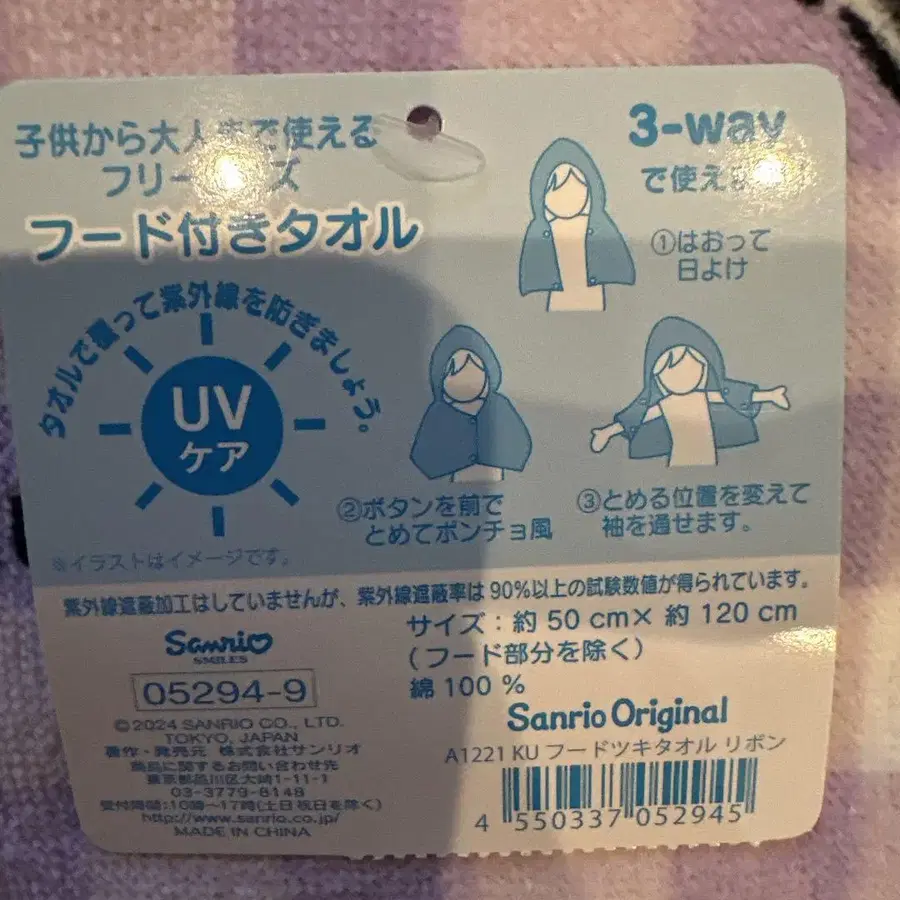 子供から大人まで使える
フリーズ
フード付きタオル
タオルで覆って紫外線を防ぎましょう。
UV
ケア
※イラストはイメージです。
3-way
で使え
①はおって
日よけ
②ボタンを前で
とめてポンチョ風
③とめる位置を変えて
袖を通せます。
紫外線遮蔽加工はしていませんが、紫外線遮蔽率は90%以上の試験数値が得られています。
サイズ：約 50 cm× 約 120 cm
(フード部分を除く)
綿 100 %
Sanrio
SMILES
05294-9
©2024 SANRIO CO., LTD.
TOKYO, JAPAN
著作・発売元 株式会社サンリオ
商品に関するお問い合わせ先
東京都品川区大崎1-11-1
03-3779-8148
受付時間:10時~17時(土日祝日を除く)
http://www.sanrio.co.jp/
MADE IN CHINA
Sanrio Original
A1221 KU フードツキタオル リボン
4 550337 052945